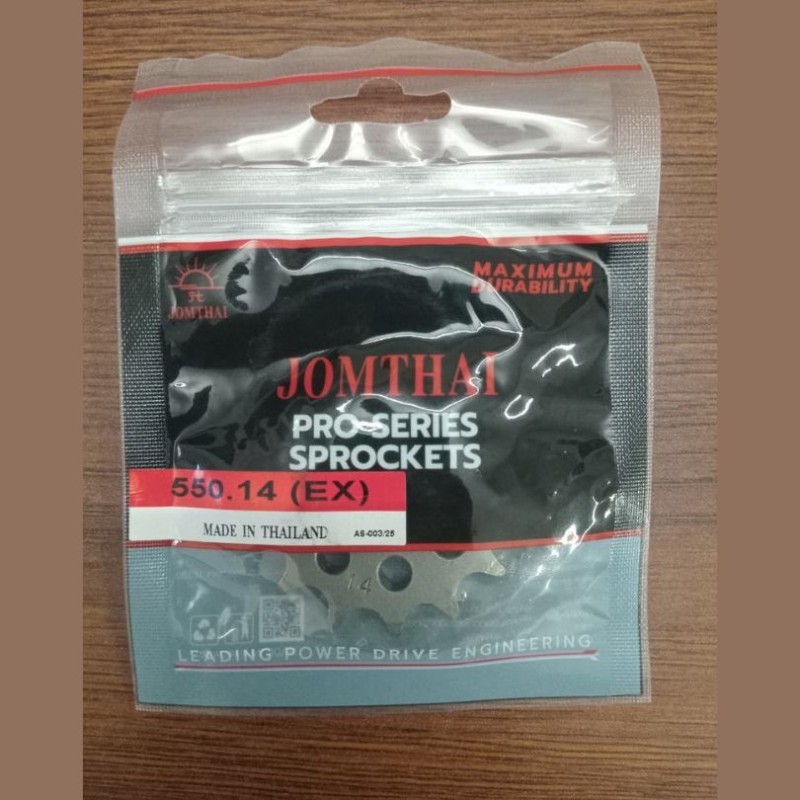 JOMTHAI
MAXIMUM
DURABILITY
JOMTHAI
PRO-SERIES
SPROCKETS
550.14 (EX)
MADE IN THAILAND AS-003/25
14
LEADING POWER DRIVE ENGINEERING